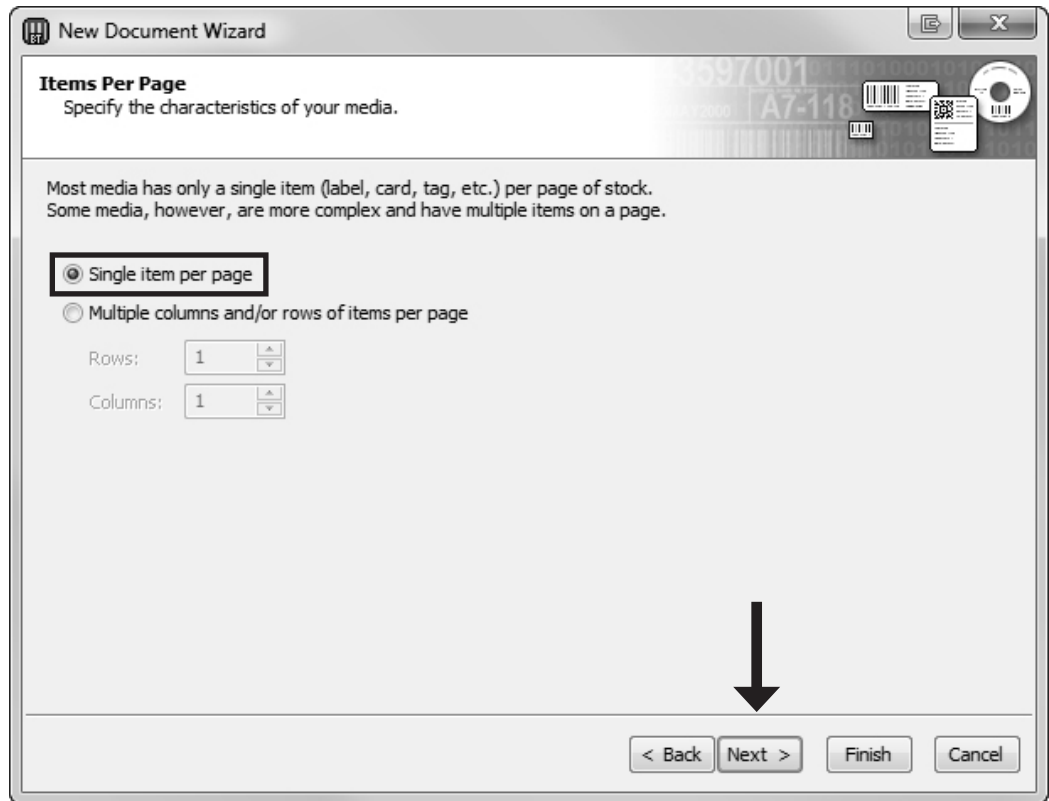 New Document Wizard
Items Per Page
Specify the characteristics of your media.
3597001
A7-118
Most media has only a single item (label, card, tag, etc.) per page of stock.
Some media, however, are more complex and have multiple items on a page.
Single item per page
Multiple columns and/or rows of items per page
Rows: 1
Columns: 1
< Back Next > Finish Cancel